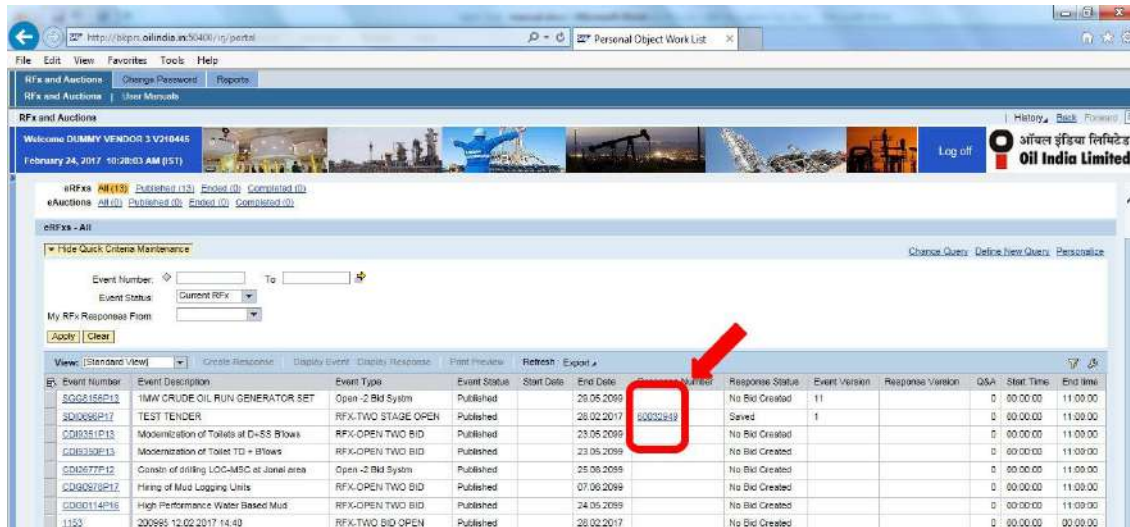 http://bkprs.oilindia.in:50400/irj/portal
Personal Object Work List
File Edit View Favorites Tools Help
RFx and Auctions Change Password Reports
RFx and Auctions | User Manuals
RFx and Auctions
History Back Forward
Welcome DUMMY VENDOR 3 V210445
February 24, 2017 10:28:03 AM (IST)
Log off
ऑयल इंडिया लिमिटेड
Oil India Limited
eRFxs All (13) Published (13) Ended (0) Completed (0)
eAuctions All (0) Published (0) Ended (0) Completed (0)
eRFxs - All
Hide Quick Criteria Maintenance
Change Query Define New Query Personalize
Event Number: To
Event Status: Current RFx
My RFx Responses From:
Apply Clear
View: [Standard View] Create Response Display Event Display Response Print Preview Refresh Export
Event Number Event Description Event Type Event Status Start Date End Date Response Number Response Status Event Version Response Version Q&A Start Time End time
SGG8156P13 1MW CRUDE OIL RUN GENERATOR SET Open -2 Bid Systm Published 29.05.2099 No Bid Created 11 0 00:00:00 11:00:00
SDI0696P17 TEST TENDER RFX-TWO STAGE OPEN Published 28.02.2017 60032949 Saved 1 0 00:00:00 11:00:00
CDI9351P13 Modernization of Toilets at D+SS B'lows RFX-OPEN TWO BID Published 23.05.2099 No Bid Created 0 00:00:00 11:00:00
CDI9350P13 Modernization of Toilet TD + B'lows RFX-OPEN TWO BID Published 23.05.2099 No Bid Created 0 00:00:00 11:00:00
CDI2677P12 Constn of drilling LOC-MSC at Jonai area Open -2 Bid Systm Published 25.08.2099 No Bid Created 0 00:00:00 11:00:00
CDG0978P17 Hiring of Mud Logging Units RFX-OPEN TWO BID Published 07.06.2099 No Bid Created 0 00:00:00 11:00:00
CDG0114P16 High Performance Water Based Mud RFX-OPEN TWO BID Published 24.05.2099 No Bid Created 0 00:00:00 11:00:00
1153 200995 12.02.2017 14:40 RFX-TWO BID OPEN Published 28.02.2017 No Bid Created 0 00:00:00 11:00:00